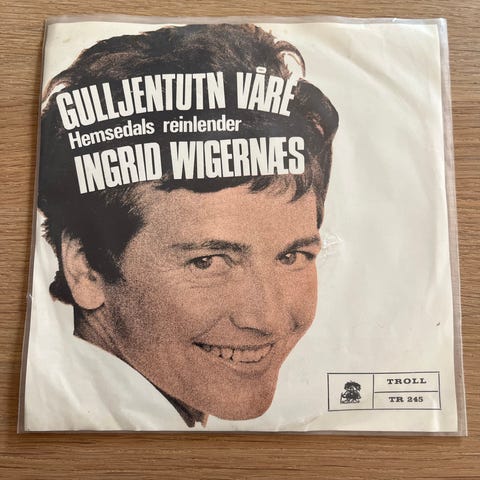 GULLJENTUTN VÅRE
Hemsedals reinlender
INGRID WIGERNÆS
TROLL
TR 245